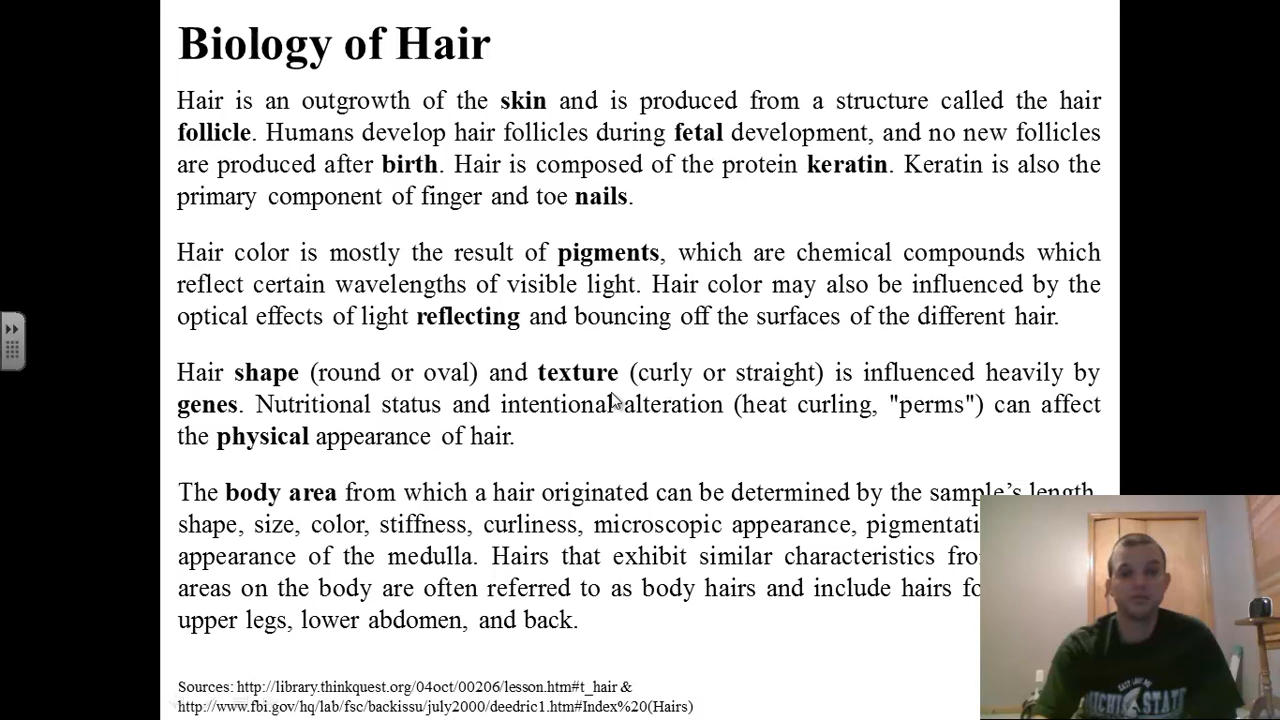 Biology of Hair
Hair is an outgrowth of the skin and is produced from a structure called the hair
follicle. Humans develop hair follicles during fetal development, and no new follicles
are produced after birth. Hair is composed of the protein keratin. Keratin is also the
primary component of finger and toe nails.
Hair color is mostly the result of pigments, which are chemical compounds which
reflect certain wavelengths of visible light. Hair color may also be influenced by the
optical effects of light reflecting and bouncing off the surfaces of the different hair.
Hair shape (round or oval) and texture (curly or straight) is influenced heavily by
genes. Nutritional status and intentional alteration (heat curling, "perms") can affect
the physical appearance of hair.
The body area from which a hair originated can be determined by the sample's length,
shape, size, color, stiffness, curliness, microscopic appearance,
appearance of the medulla. Hairs that exhibit similar characteristics
areas on the body are often referred to as body hairs and include hairs
upper legs, lower abdomen, and back.
Sources: http://library.thinkquest.org/04oct/00206/lesson.htm#t_hair &
http://www.fbi.gov/hq/lab/fsc/backissu/july2000/deedric1.htm#Index%20(Hairs)